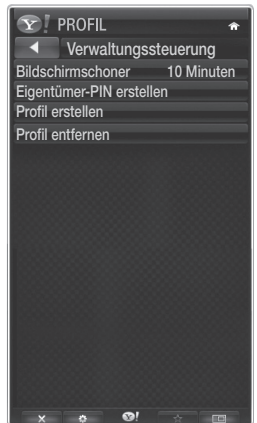 Y! PROFIL
Verwaltungssteuerung
Bildschirmschoner 10 Minuten
Eigentümer-PIN erstellen
Profil erstellen
Profil entfernen
Y!